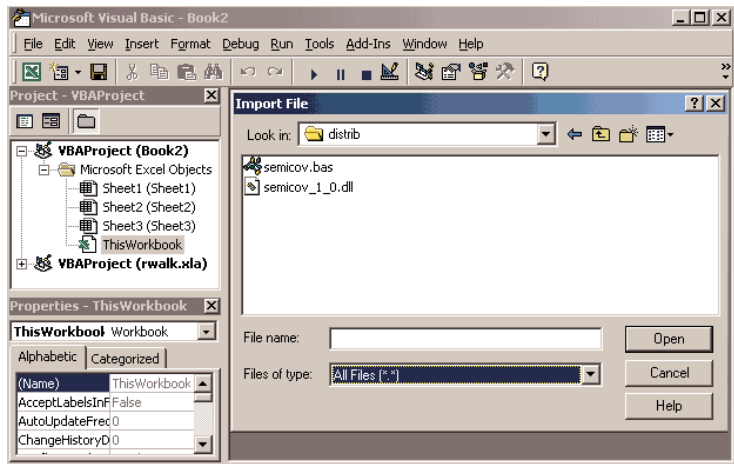 Microsoft Visual Basic - Book2
File Edit View Insert Format Debug Run Tools Add-Ins Window Help
Project - VBAProject
VBAProject (Book2)
Microsoft Excel Objects
Sheet1 (Sheet1)
Sheet2 (Sheet2)
Sheet3 (Sheet3)
ThisWorkbook
VBAProject (rwalk.xla)
Properties - ThisWorkbook
ThisWorkbook Workbook
Alphabetic Categorized
(Name) ThisWorkbook
AcceptLabelsInF False
AutoUpdateFrec 0
ChangeHistoryD 0
Import File
Look in: distrib
semicov.bas
semicov_1_0.dll
File name: Open
Files of type: All Files (*.*) Cancel
Help